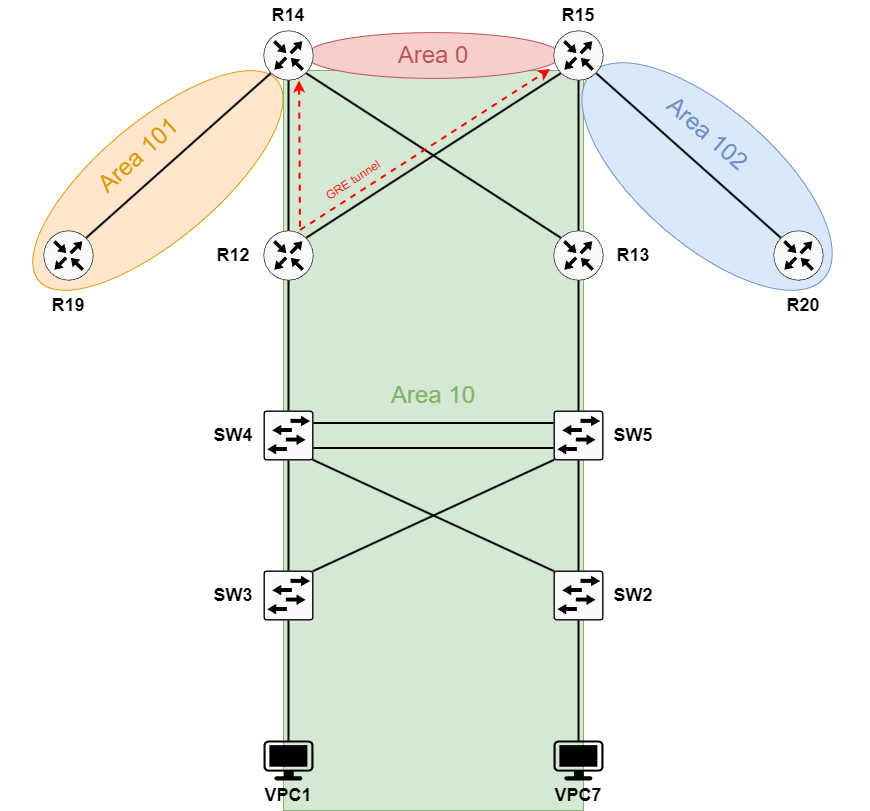 R14
R15
Area 0
Area 101
Area 102
GRE tunnel
R12
R13
R19
R20
Area 10
SW4
SW5
SW3
SW2
VPC1
VPC7